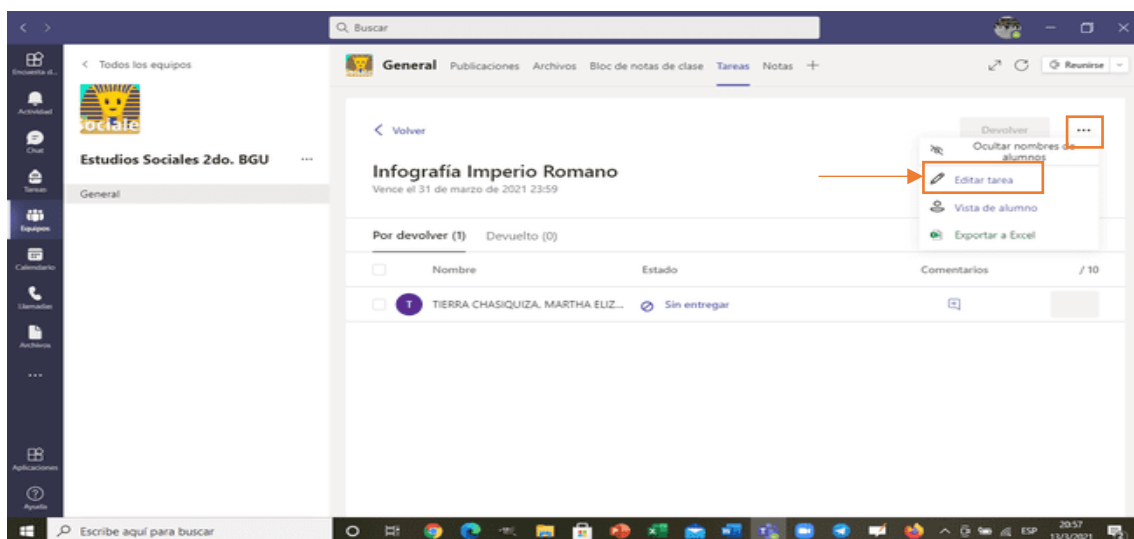 Buscar
Encuesta d...
Actividad
Chat
Tareas
Equipos
Calendario
Llamadas
Archivos
...
Aplicaciones
Ayuda
< Todos los equipos
Sociale
Estudios Sociales 2do. BGU ...
General
General Publicaciones Archivos Bloc de notas de clase Tareas Notas +
Reunirse
< Volver
Devolver ...
Ocultar nombres de
alumnos
Editar tarea
Vista de alumno
Exportar a Excel
Infografía Imperio Romano
Vence el 31 de marzo de 2021 23:59
Por devolver (1) Devuelto (0)
Nombre Estado Comentarios / 10
T TIERRA CHASIQUIZA, MARTHA ELIZ... Sin entregar
Escribe aquí para buscar
ESP
20:57
13/3/2021